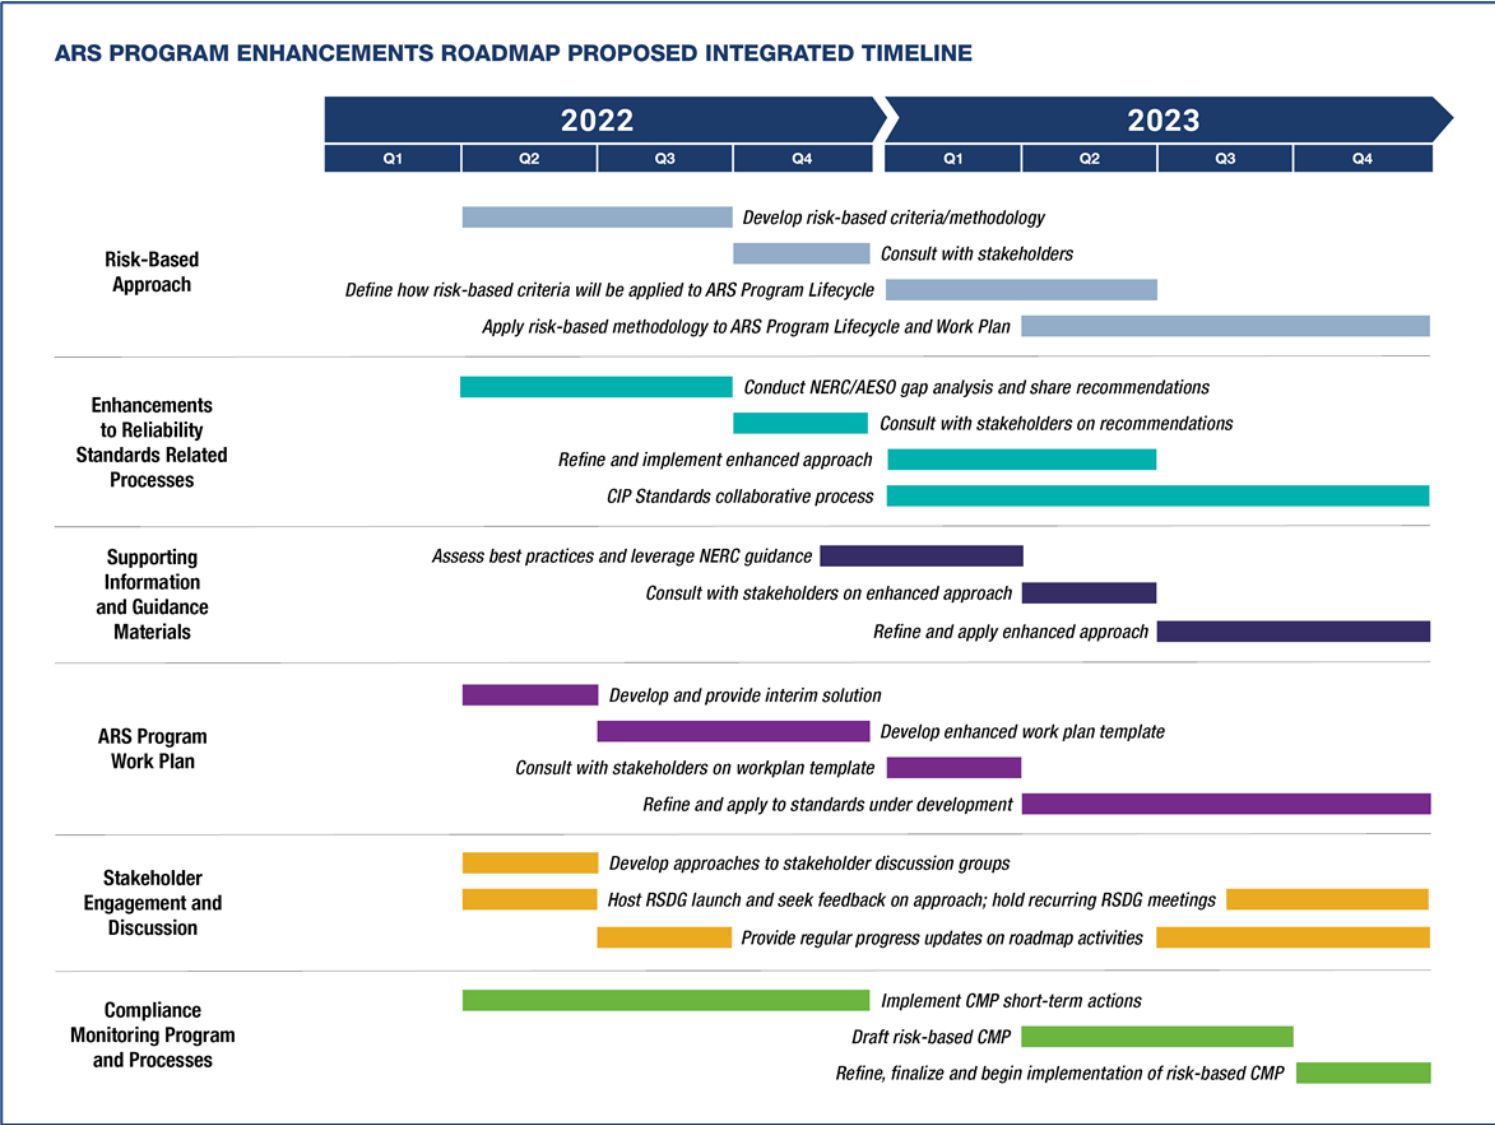 ARS PROGRAM ENHANCEMENTS ROADMAP PROPOSED INTEGRATED TIMELINE
2022
2023
Q1
Q2
Q3
Q4
Q1
Q2
Q3
Q4
Risk-Based
Approach
Develop risk-based criteria/methodology
Consult with stakeholders
Define how risk-based criteria will be applied to ARS Program Lifecycle
Apply risk-based methodology to ARS Program Lifecycle and Work Plan
Enhancements
to Reliability
Standards Related
Processes
Conduct NERC/AESO gap analysis and share recommendations
Consult with stakeholders on recommendations
Refine and implement enhanced approach
CIP Standards collaborative process
Supporting
Information
and Guidance
Materials
Assess best practices and leverage NERC guidance
Consult with stakeholders on enhanced approach
Refine and apply enhanced approach
ARS Program
Work Plan
Develop and provide interim solution
Develop enhanced work plan template
Consult with stakeholders on workplan template
Refine and apply to standards under development
Stakeholder
Engagement and
Discussion
Develop approaches to stakeholder discussion groups
Host RSDG launch and seek feedback on approach; hold recurring RSDG meetings
Provide regular progress updates on roadmap activities
Compliance
Monitoring Program
and Processes
Implement CMP short-term actions
Draft risk-based CMP
Refine, finalize and begin implementation of risk-based CMP